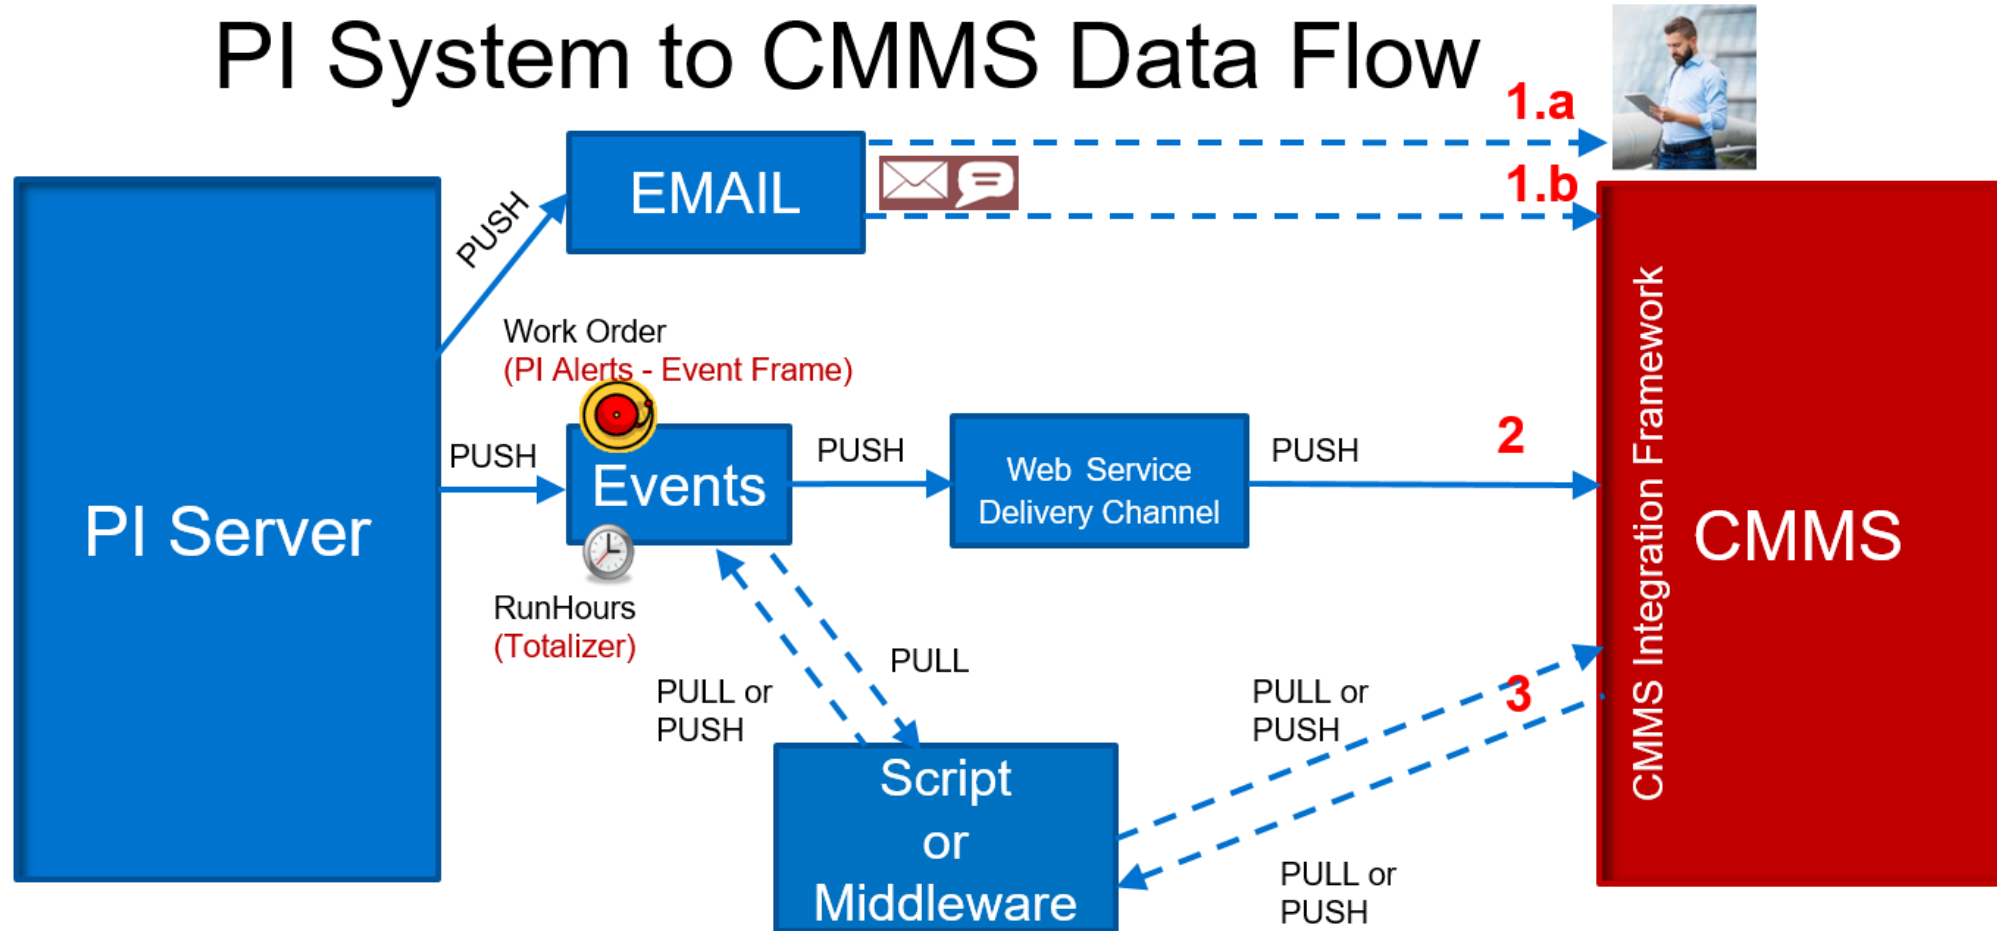 PI System to CMMS Data Flow
1.a
EMAIL
1.b
PUSH
PI Server
Work Order
(PI Alerts - Event Frame)
PUSH
Events
PUSH
Web Service
Delivery Channel
PUSH
2
CMMS Integration Framework
CMMS
RunHours
(Totalizer)
PULL or
PUSH
PULL
PULL or
PUSH
3
Script
or
Middleware
PULL or
PUSH